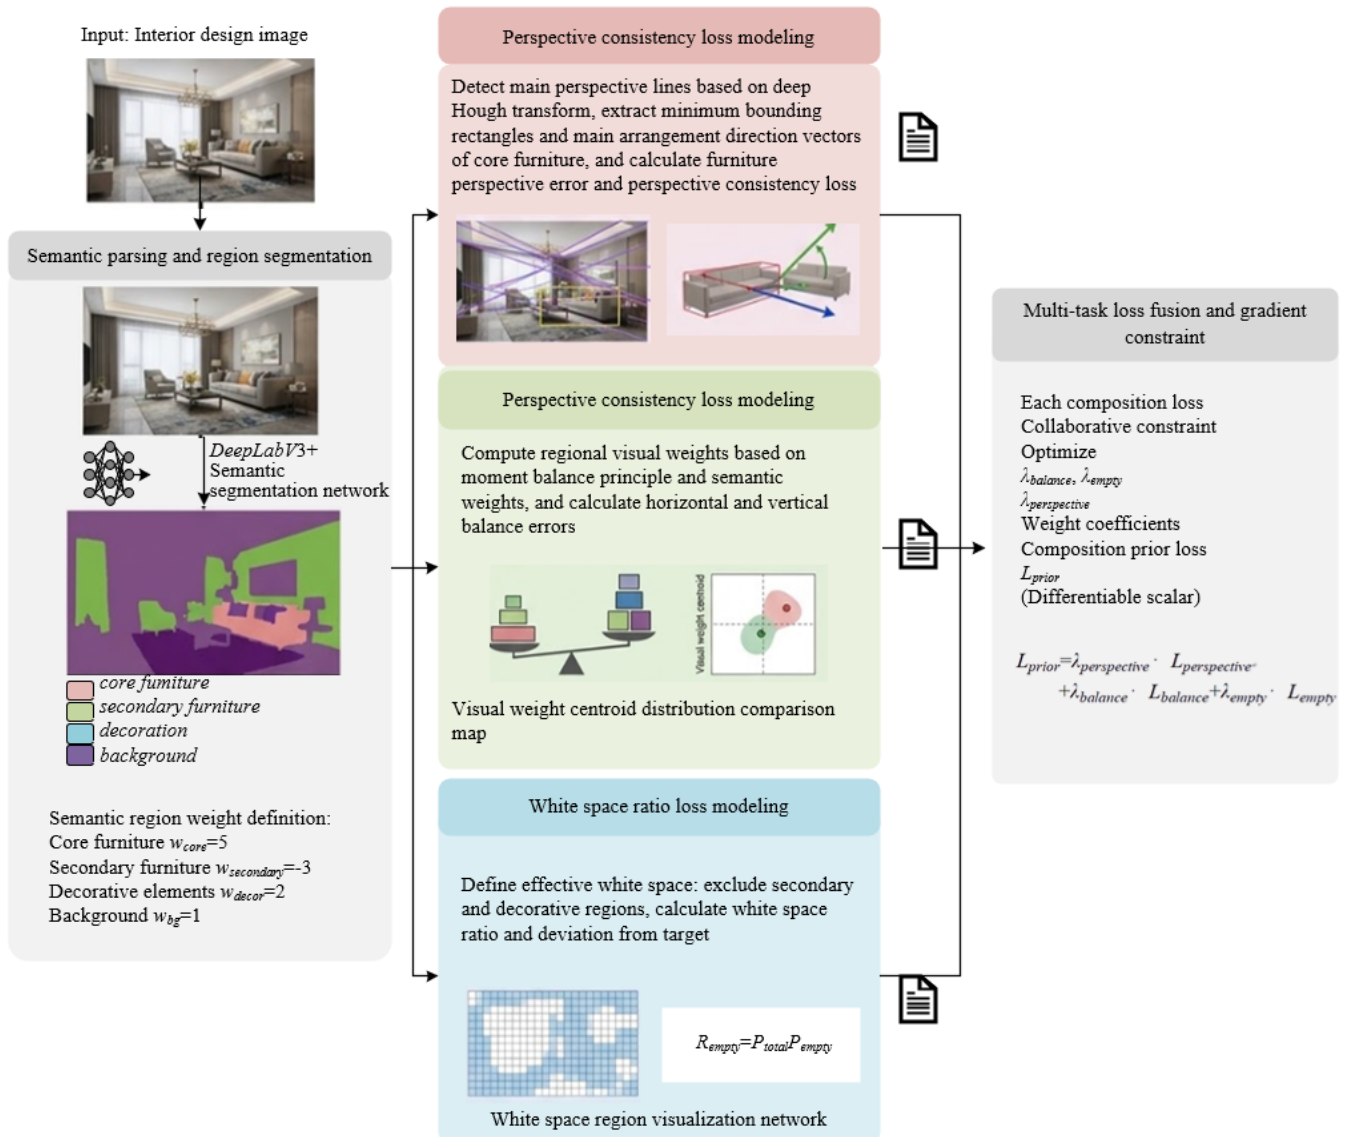 Input: Interior design image
Semantic parsing and region segmentation
DeepLabV3+
Semantic
segmentation network
core fumiture
secondary furniture
decoration
background
Semantic region weight definition:
Core furniture w_core=5
Secondary furniture w_secondary=-3
Decorative elements w_decor=2
Background w_bg=1
Perspective consistency loss modeling
Detect main perspective lines based on deep
Hough transform, extract minimum bounding
rectangles and main arrangement direction vectors
of core furniture, and calculate furniture
perspective error and perspective consistency loss
Perspective consistency loss modeling
Compute regional visual weights based on
moment balance principle and semantic
weights, and calculate horizontal and vertical
balance errors
Visual weight centroid
Visual weight centroid distribution comparison
map
White space ratio loss modeling
Define effective white space: exclude secondary
and decorative regions, calculate white space
ratio and deviation from target
R_empty=P_totalP_empty
White space region visualization network
Multi-task loss fusion and gradient
constraint
Each composition loss
Collaborative constraint
Optimize
λ_balance, λ_empty
λ_perspective
Weight coefficients
Composition prior loss
L_prior
(Differentiable scalar)
L_prior=λ_perspective· L_perspective
+λ_balance· L_balance+λ_empty· L_empty